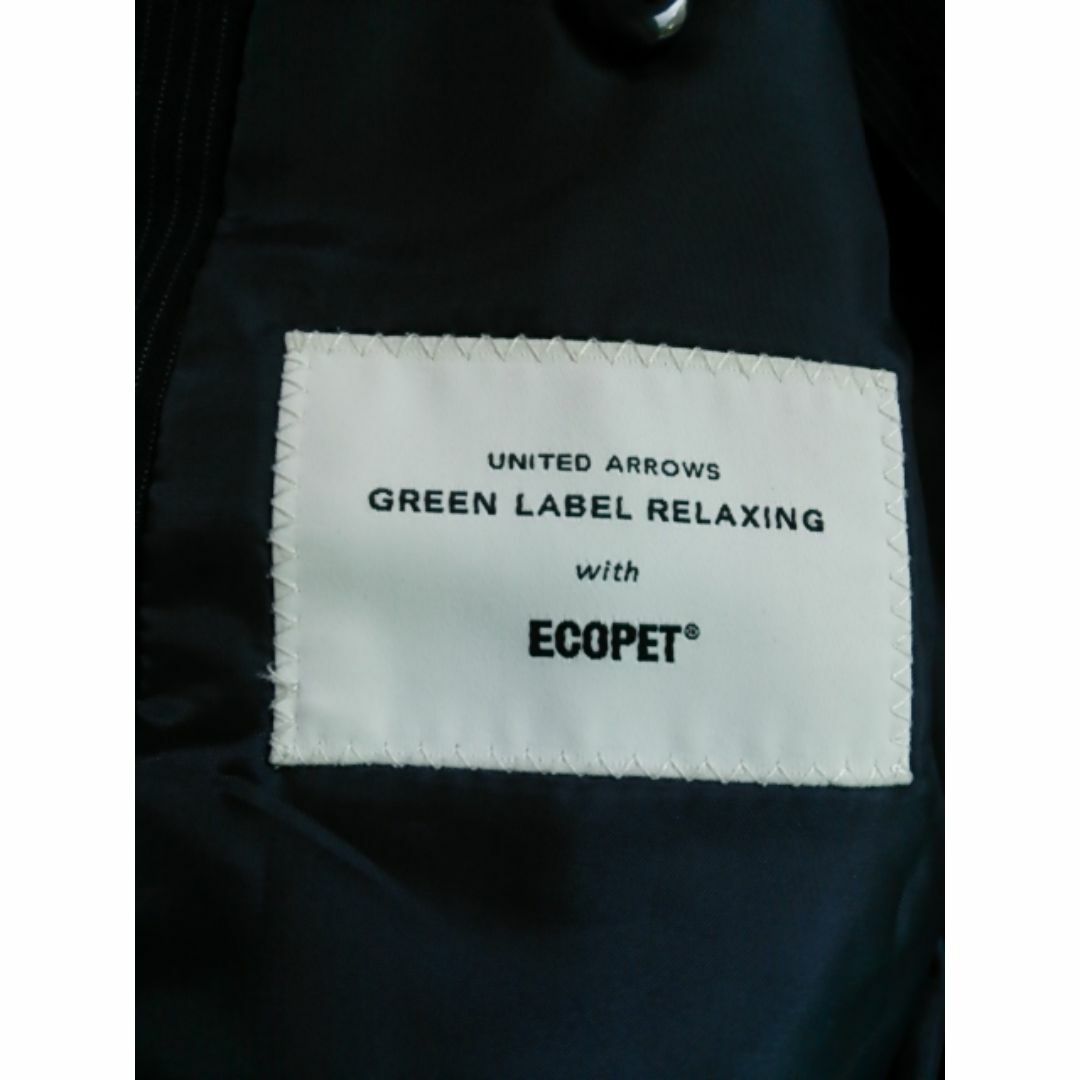 UNITED ARROWS
GREEN LABEL RELAXING
with
ECOPET®